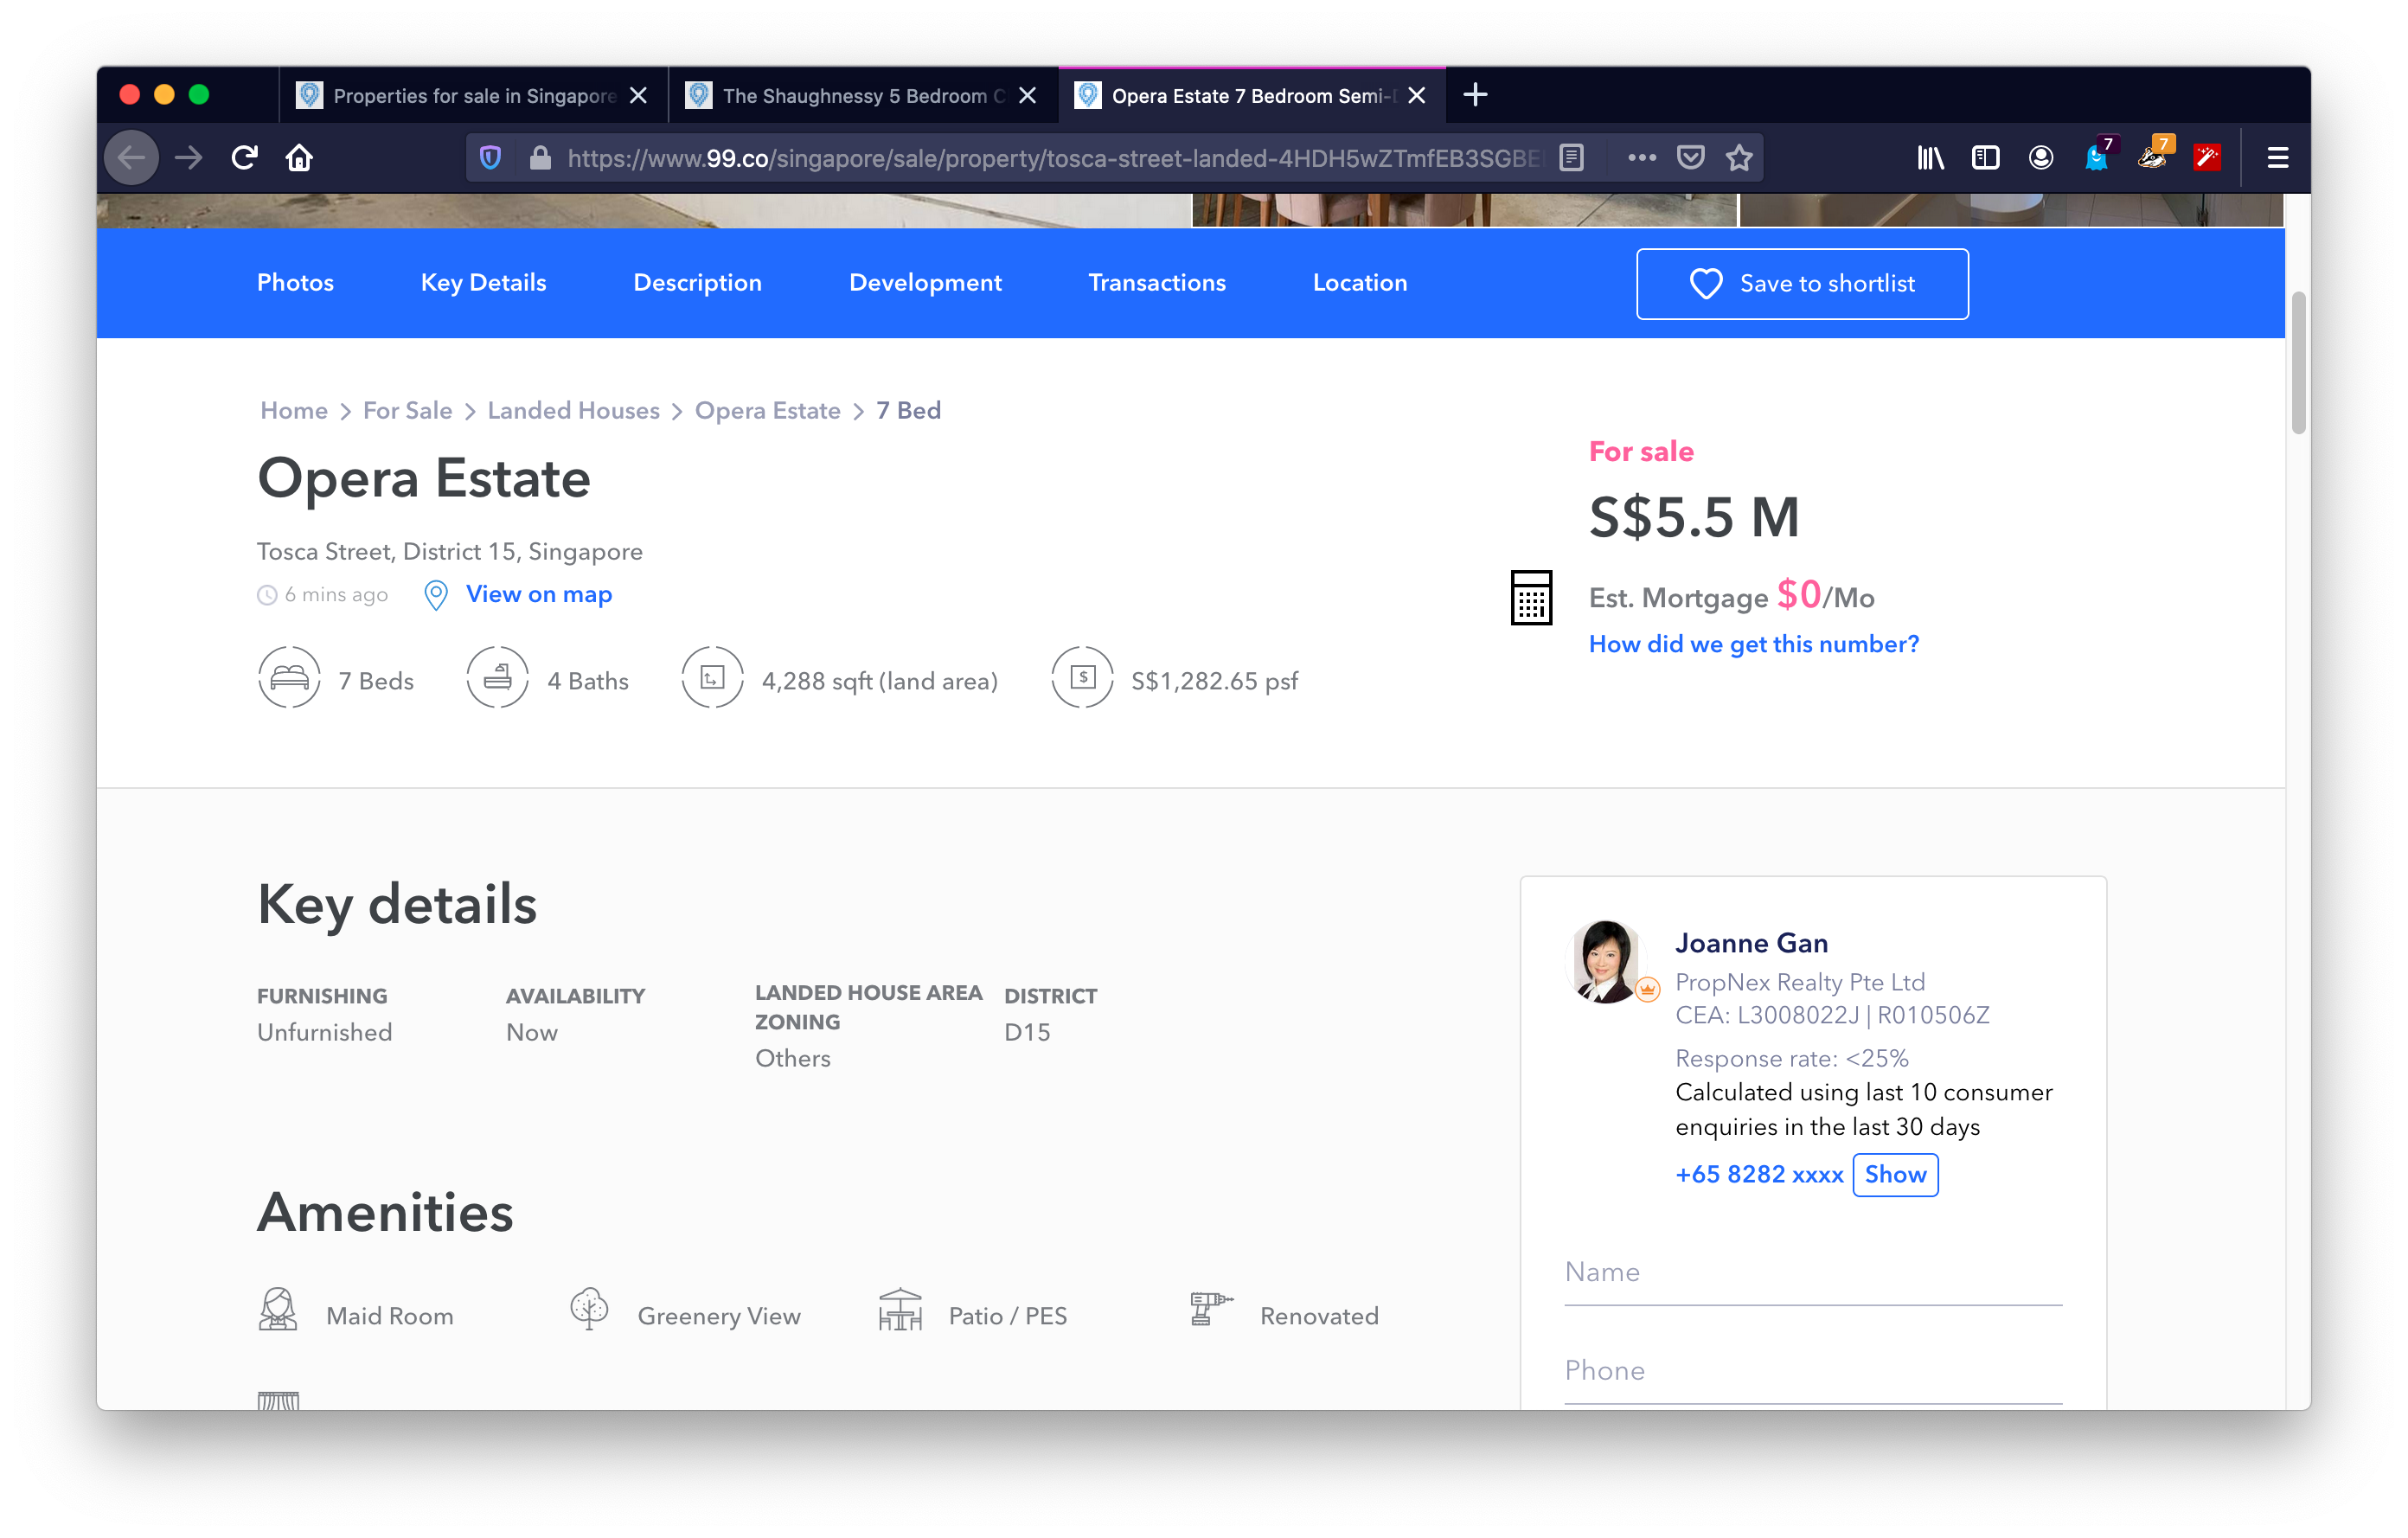 Properties for sale in Singapore
The Shaughnessy 5 Bedroom C
Opera Estate 7 Bedroom Semi-
https://www.99.co/singapore/sale/property/tosca-street-landed-4HDH5wZTmfEB3SGB
7
7
Photos
Key Details
Description
Development
Transactions
Location
Save to shortlist
Home > For Sale > Landed Houses > Opera Estate > 7 Bed
Opera Estate
Tosca Street, District 15, Singapore
6 mins ago
View on map
7 Beds
4 Baths
4,288 sqft (land area)
$
S$1,282.65 psf
For sale
S$5.5 M
Est. Mortgage $0/Mo
How did we get this number?
Key details
FURNISHING
Unfurnished
AVAILABILITY
Now
LANDED HOUSE AREA
ZONING
Others
DISTRICT
D15
Amenities
Maid Room
Greenery View
Patio / PES
Renovated
Joanne Gan
PropNex Realty Pte Ltd
CEA: L3008022J | R010506Z
Response rate: <25%
Calculated using last 10 consumer
enquiries in the last 30 days
+65 8282 xxxx
Show
Name
Phone